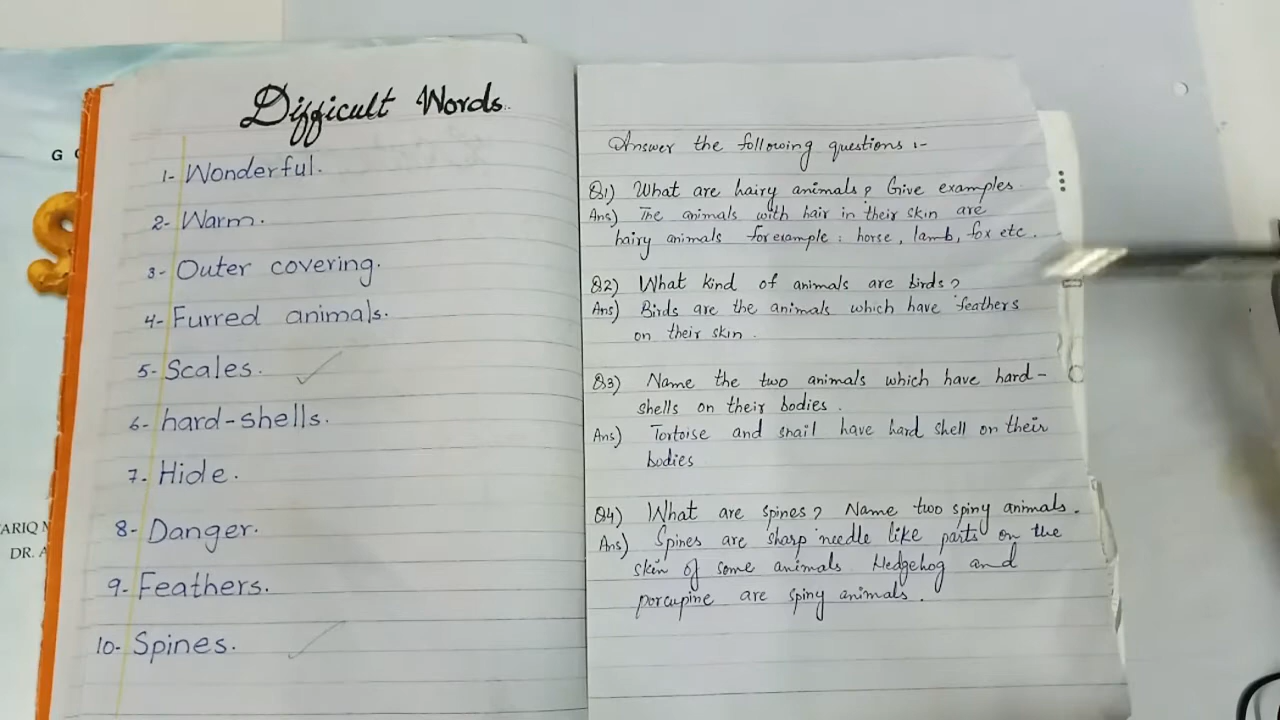 G
ARIQ
DR. A
Difficult Words.
1- Wonderful.
2- Warm.
3- Outer covering.
4- Furred animals.
5- Scales.
6- hard-shells.
7- Hide.
8- Danger.
9- Feathers.
10- Spines.
Answer the following questions :-
Q1) What are hairy animals? Give examples.
Ans) The animals with hair in their skin are
hairy animals for example : horse, lamb, fox etc.
Q2) What kind of animals are birds?
Ans) Birds are the animals which have feathers
on their skin.
Q3) Name the two animals which have hard-
shells on their bodies.
Ans) Tortoise and snail have hard shell on their
bodies
Q4) What are spines? Name two spiny animals.
Ans) Spines are sharp needle like parts on the
skin of some animals Hedgehog and
porcupine are spiny animals.